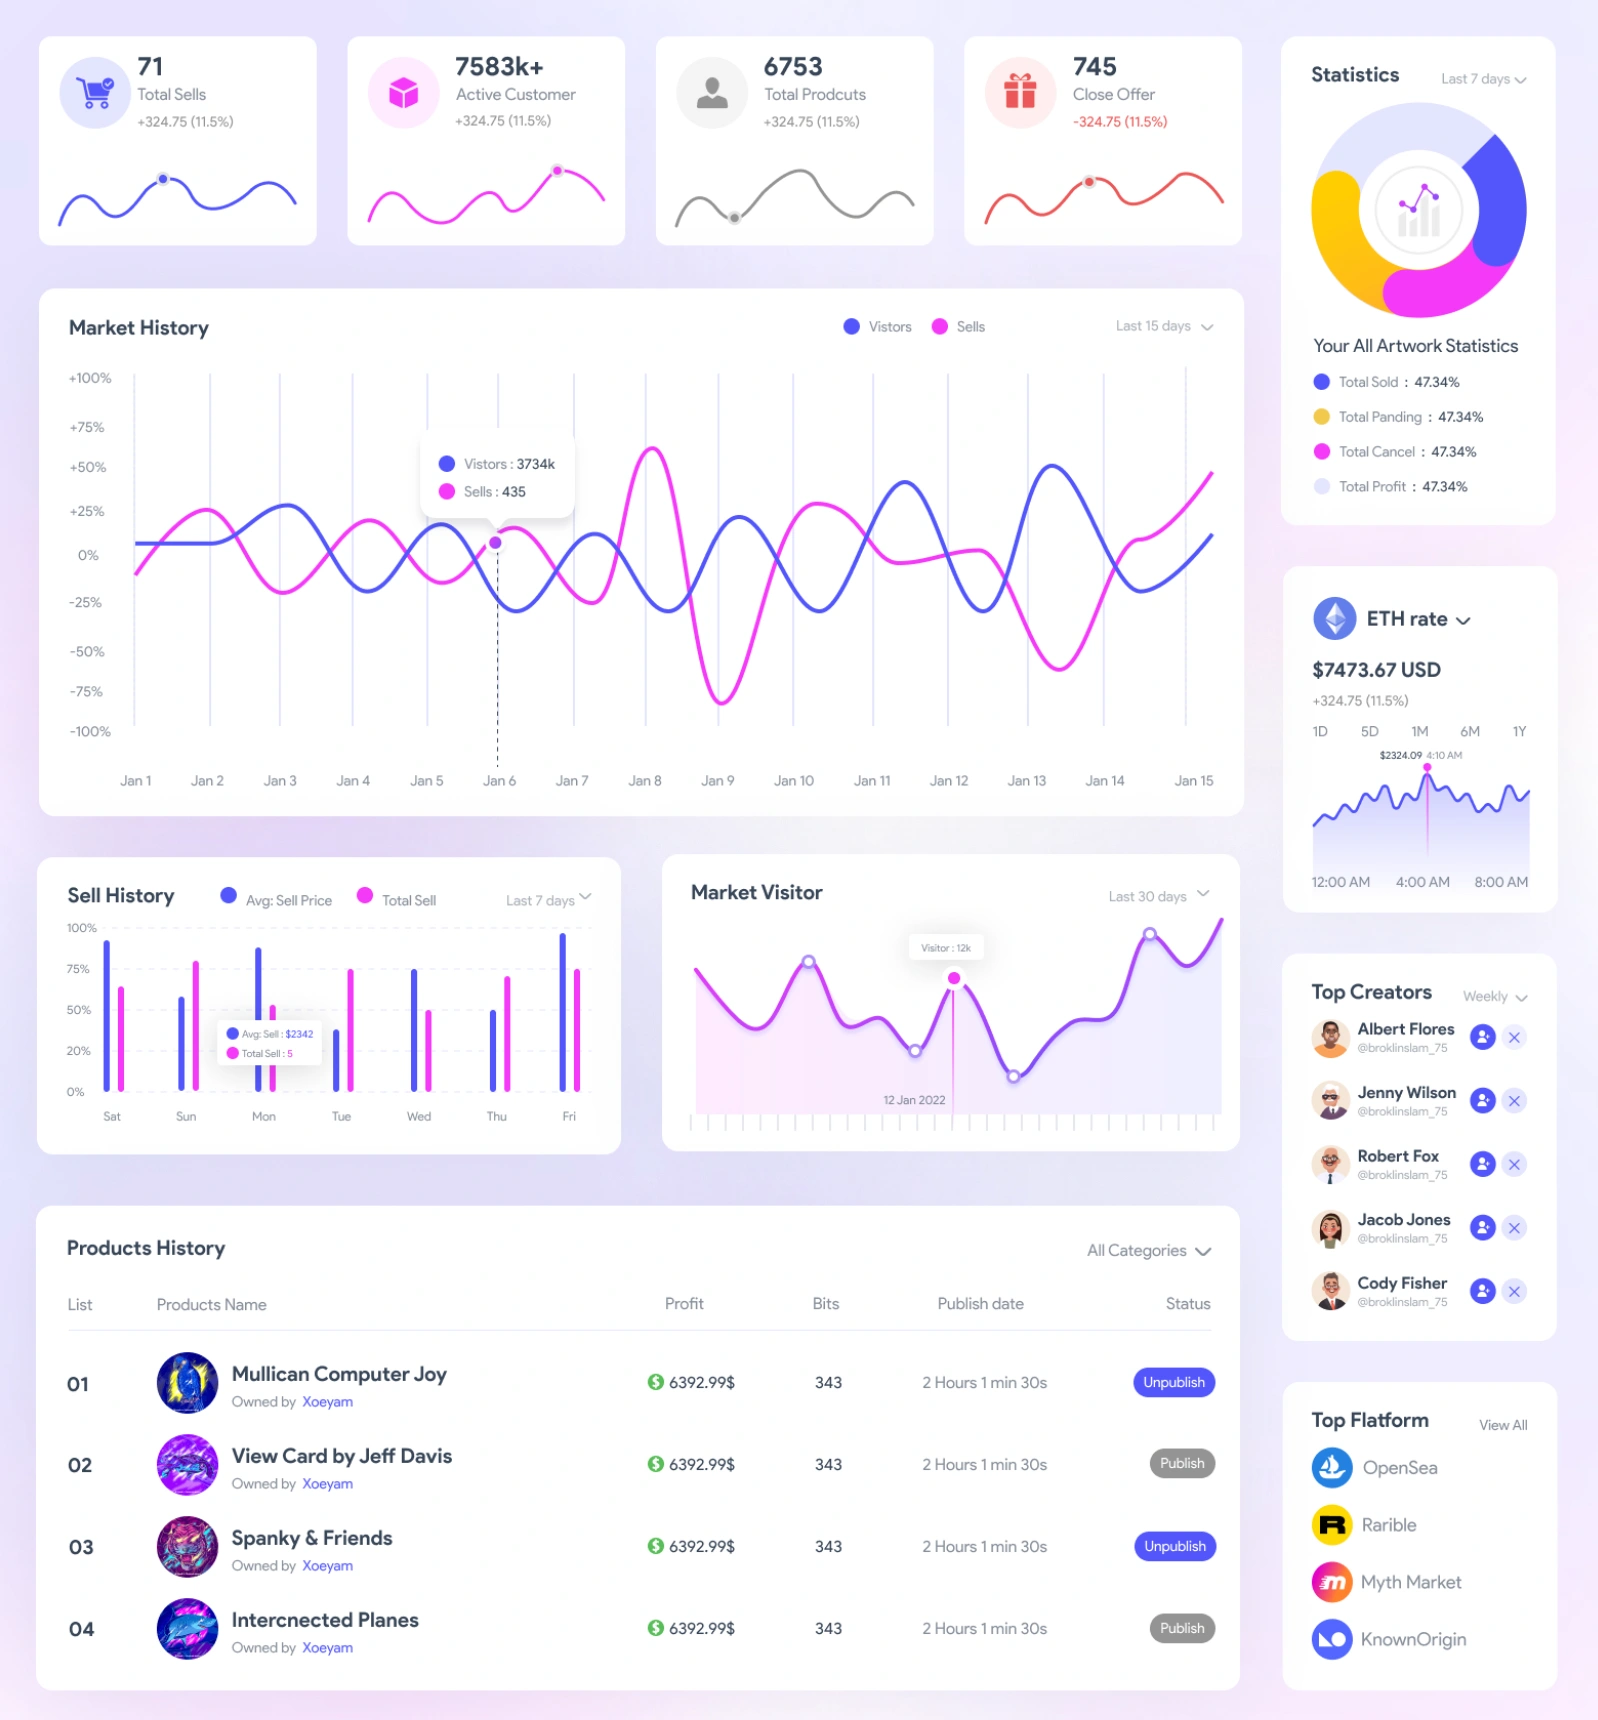 71
Total Sells
+324.75 (11.5%)
7583k+
Active Customer
+324.75 (11.5%)
6753
Total Prodcuts
+324.75 (11.5%)
745
Close Offer
-324.75 (11.5%)
Statistics
Last 7 days
Your All Artwork Statistics
Total Sold : 47.34%
Total Panding : 47.34%
Total Cancel : 47.34%
Total Profit : 47.34%
Market History
Vistors
Sells
Last 15 days
+100%
+75%
+50%
+25%
0%
-25%
-50%
-75%
-100%
Vistors : 3734k
Sells : 435
Jan 1 Jan 2 Jan 3 Jan 4 Jan 5 Jan 6 Jan 7 Jan 8 Jan 9 Jan 10 Jan 11 Jan 12 Jan 13 Jan 14 Jan 15
ETH rate
$7473.67 USD
+324.75 (11.5%)
1D 5D 1M 6M 1Y
$2324.09 4:10 AM
12:00 AM 4:00 AM 8:00 AM
Sell History
Avg: Sell Price
Total Sell
Last 7 days
100%
75%
50%
20%
0%
Avg: Sell : $2342
Total Sell : 5
Sat Sun Mon Tue Wed Thu Fri
Market Visitor
Last 30 days
Visitor : 12k
12 Jan 2022
Top Creators
Weekly
Albert Flores
@broklinslam_75
Jenny Wilson
@broklinslam_75
Robert Fox
@broklinslam_75
Jacob Jones
@broklinslam_75
Cody Fisher
@broklinslam_75
Products History
All Categories
List Products Name Profit Bits Publish date Status
01
Mullican Computer Joy
Owned by Xoeyam
$ 6392.99$ 343 2 Hours 1 min 30s Unpublish
02
View Card by Jeff Davis
Owned by Xoeyam
$ 6392.99$ 343 2 Hours 1 min 30s Publish
03
Spanky & Friends
Owned by Xoeyam
$ 6392.99$ 343 2 Hours 1 min 30s Unpublish
04
Intercnected Planes
Owned by Xoeyam
$ 6392.99$ 343 2 Hours 1 min 30s Publish
Top Flatform
View All
OpenSea
R Rarible
m Myth Market
KnownOrigin